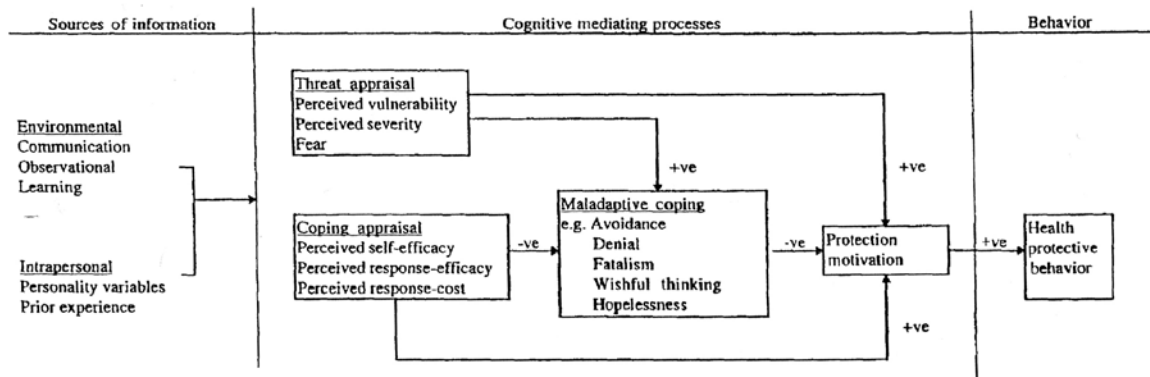 Sources of information
Cognitive mediating processes
Behavior
Environmental
Communication
Observational
Learning
Intrapersonal
Personality variables
Prior experience
Threat appraisal
Perceived vulnerability
Perceived severity
Fear
+ve
+ve
Coping appraisal
Perceived self-efficacy
Perceived response-efficacy
Perceived response-cost
-ve
Maladaptive coping
e.g. Avoidance
Denial
Fatalism
Wishful thinking
Hopelessness
-ve
Protection
motivation
+ve
+ve
Health
protective
behavior